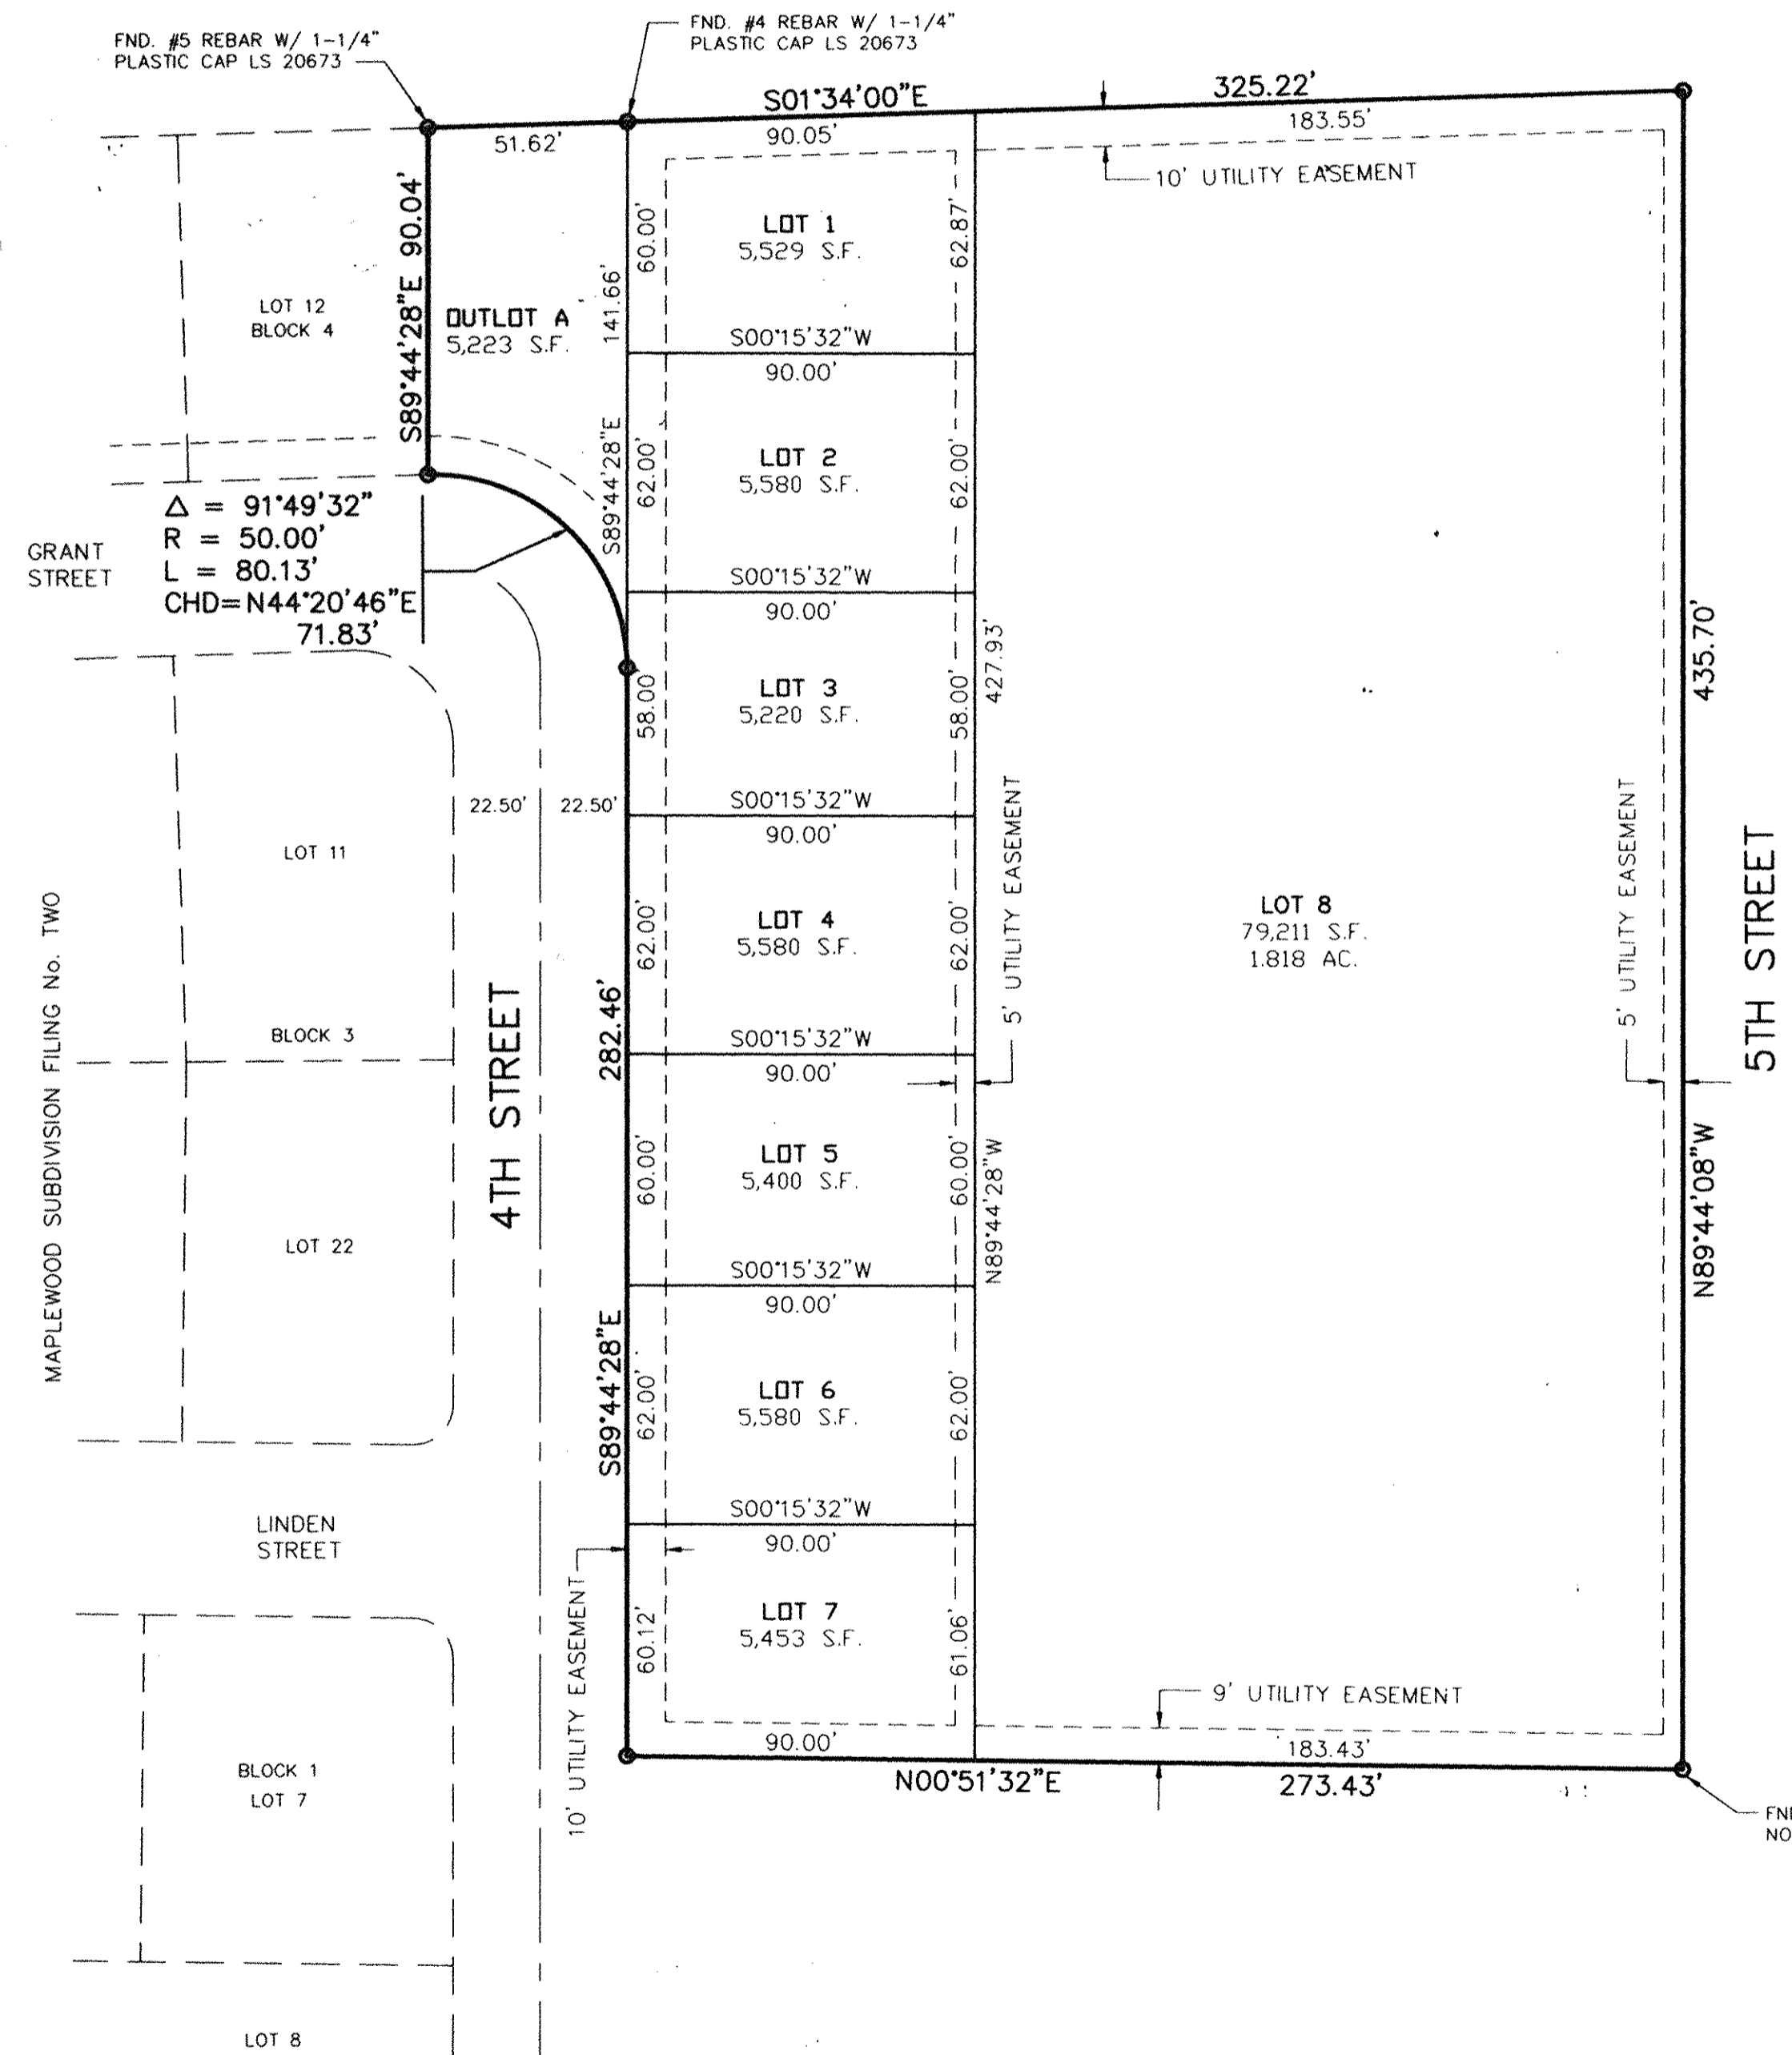 FND. #5 REBAR W/ 1-1/4"
PLASTIC CAP LS 20673
FND. #4 REBAR W/ 1-1/4"
PLASTIC CAP LS 20673
S01°34'00"E
325.22'
51.62'
90.05'
183.55'
10' UTILITY EASEMENT
S89°44'28"E 90.04'
LOT 12
BLOCK 4
OUTLOT A
5,223 S.F.
141.66'
S89°44'28"E
60.00'
LOT 1
5,529 S.F.
62.87'
S00°15'32"W
90.00'
62.00'
LOT 2
5,580 S.F.
62.00'
S00°15'32"W
90.00'
GRANT
STREET
Δ = 91°49'32"
R = 50.00'
L = 80.13'
CHD=N44°20'46"E
71.83'
58.00'
LOT 3
5,220 S.F.
58.00'
427.93'
435.70'
S00°15'32"W
90.00'
22.50'
22.50'
LOT 11
62.00'
LOT 4
5,580 S.F.
62.00'
5' UTILITY EASEMENT
LOT 8
79,211 S.F.
1.818 AC.
5' UTILITY EASEMENT
5TH STREET
MAPLEWOOD SUBDIVISION FILING No. TWO
BLOCK 3
4TH STREET
282.46'
S00°15'32"W
90.00'
60.00'
LOT 5
5,400 S.F.
60.00'
N89°44'28"W
N89°44'08"W
LOT 22
S00°15'32"W
90.00'
S89°44'28"E
62.00'
LOT 6
5,580 S.F.
62.00'
S00°15'32"W
90.00'
LINDEN
STREET
10' UTILITY EASEMENT
60.12'
LOT 7
5,453 S.F.
61.06'
9' UTILITY EASEMENT
90.00'
183.43'
N00°51'32"E
273.43'
BLOCK 1
LOT 7
LOT 8